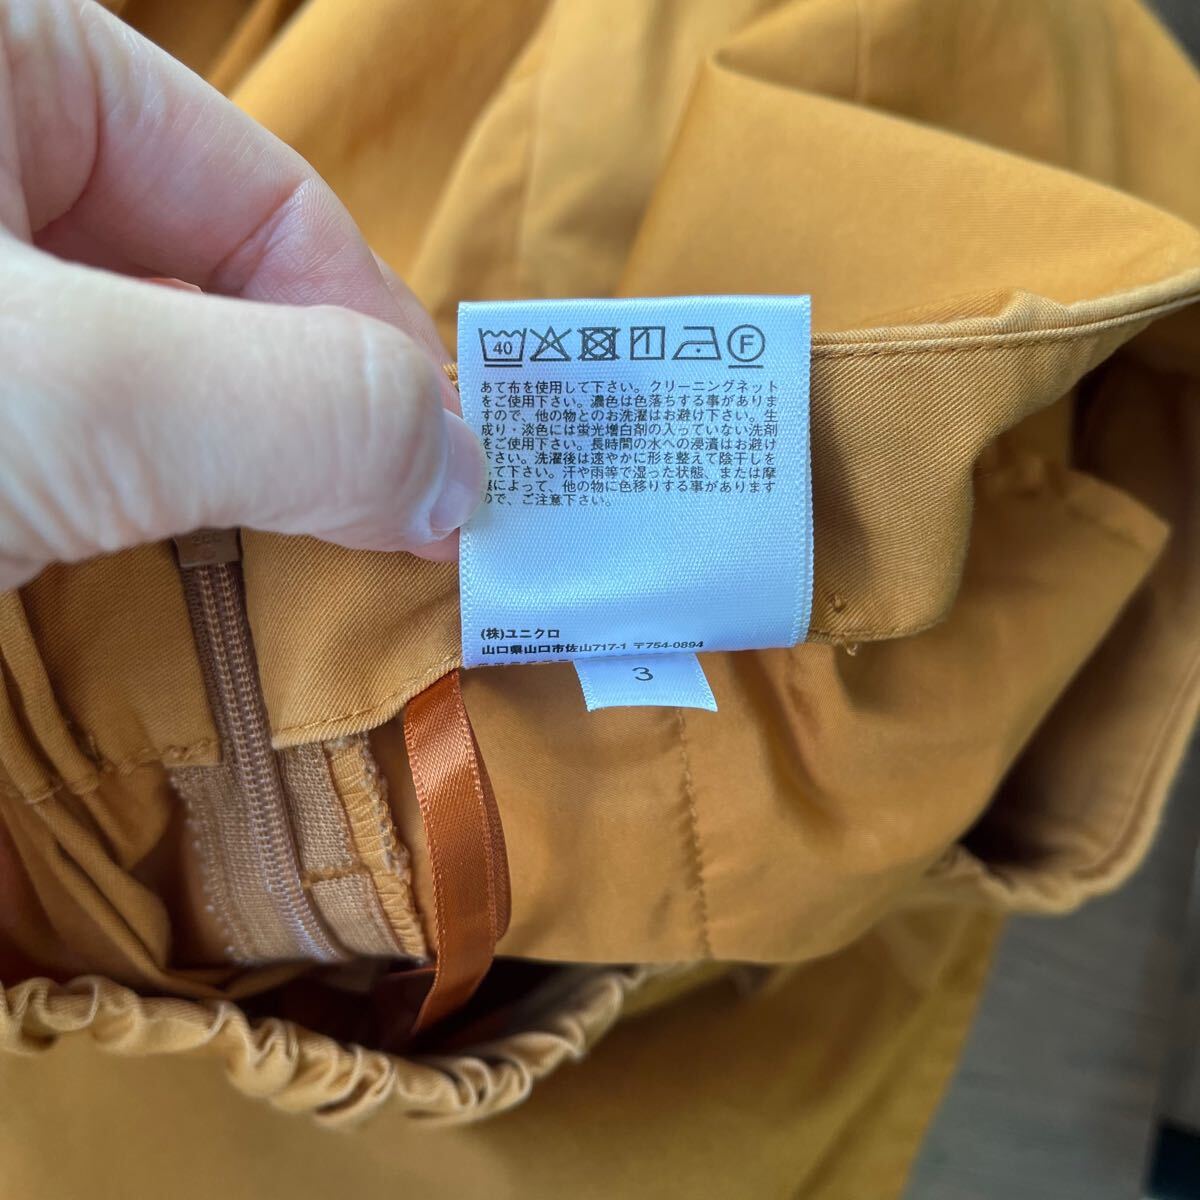 40 F
あて布を使用して下さい。クリーニングネット
をご使用下さい。濃色は色落ちする事がありま
すので、他の物とのお洗濯はお避け下さい。生
成り・淡色には蛍光増白剤の入っていない洗剤
をご使用下さい。長時間の水への浸漬はお避け
下さい。洗濯後は速やかに形を整えて陰干しを
して下さい。汗や雨等で湿った状態、または摩
によって、他の物に色移りする事があります
ので、ご注意下さい。
(株)ユニクロ
山口県山口市佐山717-1 〒754-0894
3